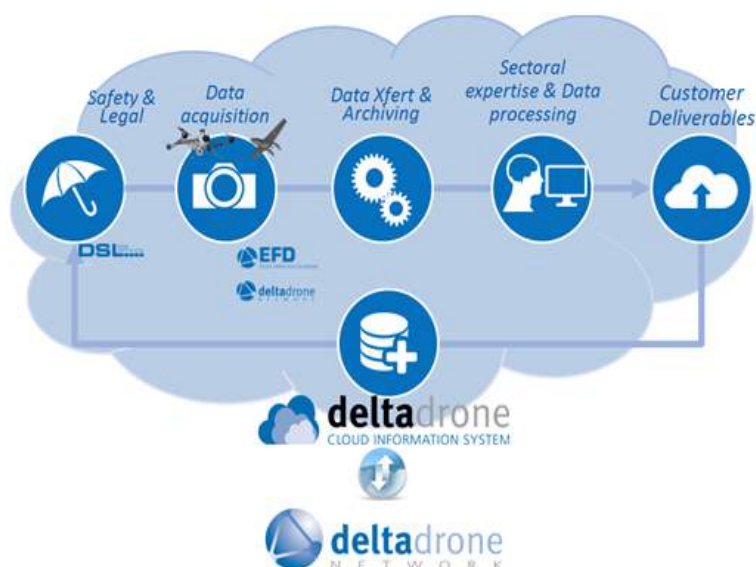 Safety &
Legal
Data
acquisition
Data Xfert &
Archiving
Sectoral
expertise & Data
processing
Customer
Deliverables
DSL
EFD
deltadrone
NETWORK
deltadrone
CLOUD INFORMATION SYSTEM
deltadrone
NETWORK